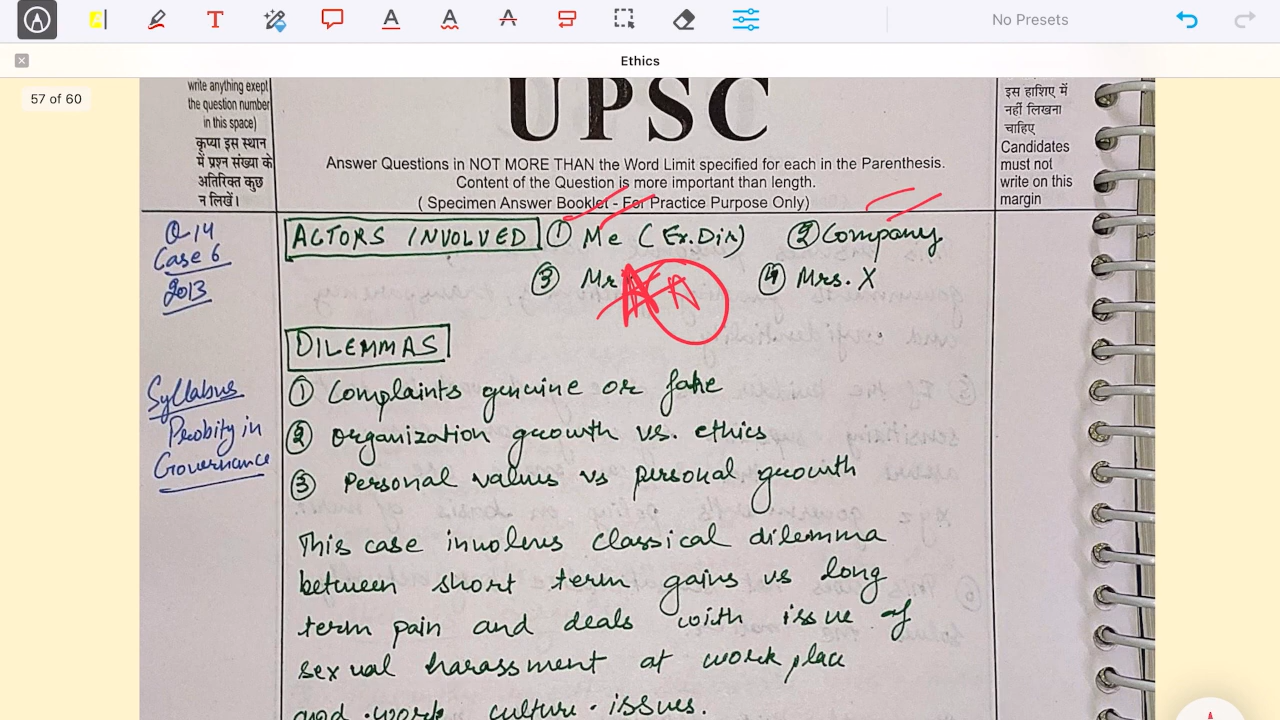 No Presets
Ethics
57 of 60
write anything exept
the question number
in this space)
कृप्या इस स्थान
में प्रश्न संख्या के
अतिरिक्त कुछ
न लिखें।
UPSC
Answer Questions in NOT MORE THAN the Word Limit specified for each in the Parenthesis.
Content of the Question is more important than length.
( Specimen Answer Booklet - For Practice Purpose Only)
इस हाशिए में
नहीं लिखना
चाहिए
Candidates
must not
write on this
margin
Q.14
Case 6
2013
ACTORS INVOLVED ① Me (Ex.Dir) ② Company
③ Mr. A ④ Mrs. X
DILEMMAS
Syllabus
Probity in
Governance
① Complaints genuine or fake
② Organization growth vs. ethics
③ Personal values vs personal growth
This case involves classical dilemma
between short term gains vs long
term pain and deals with issue of
sexual harassment at work place
and work culture issues.